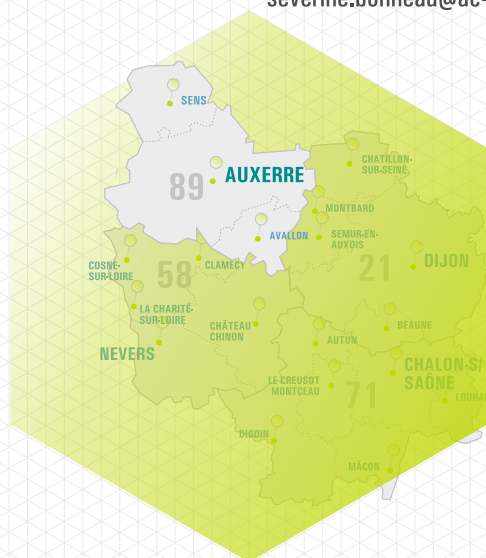 SENS
AUXERRE
89
AVALLON
CHATILLON-
SUR-SEINE
MONTBARD
SEMUR-EN-
AUXOIS
21
DIJON
COSNE-
SUR-LOIRE
58
CLAMECY
LA CHARITÉ-
SUR-LOIRE
CHÂTEAU
CHINON
NEVERS
BEAUNE
AUTUN
CHALON-S/
SAÔNE
LE CREUSOT
MONTCEAU
71
DIGOIN
MÂCON